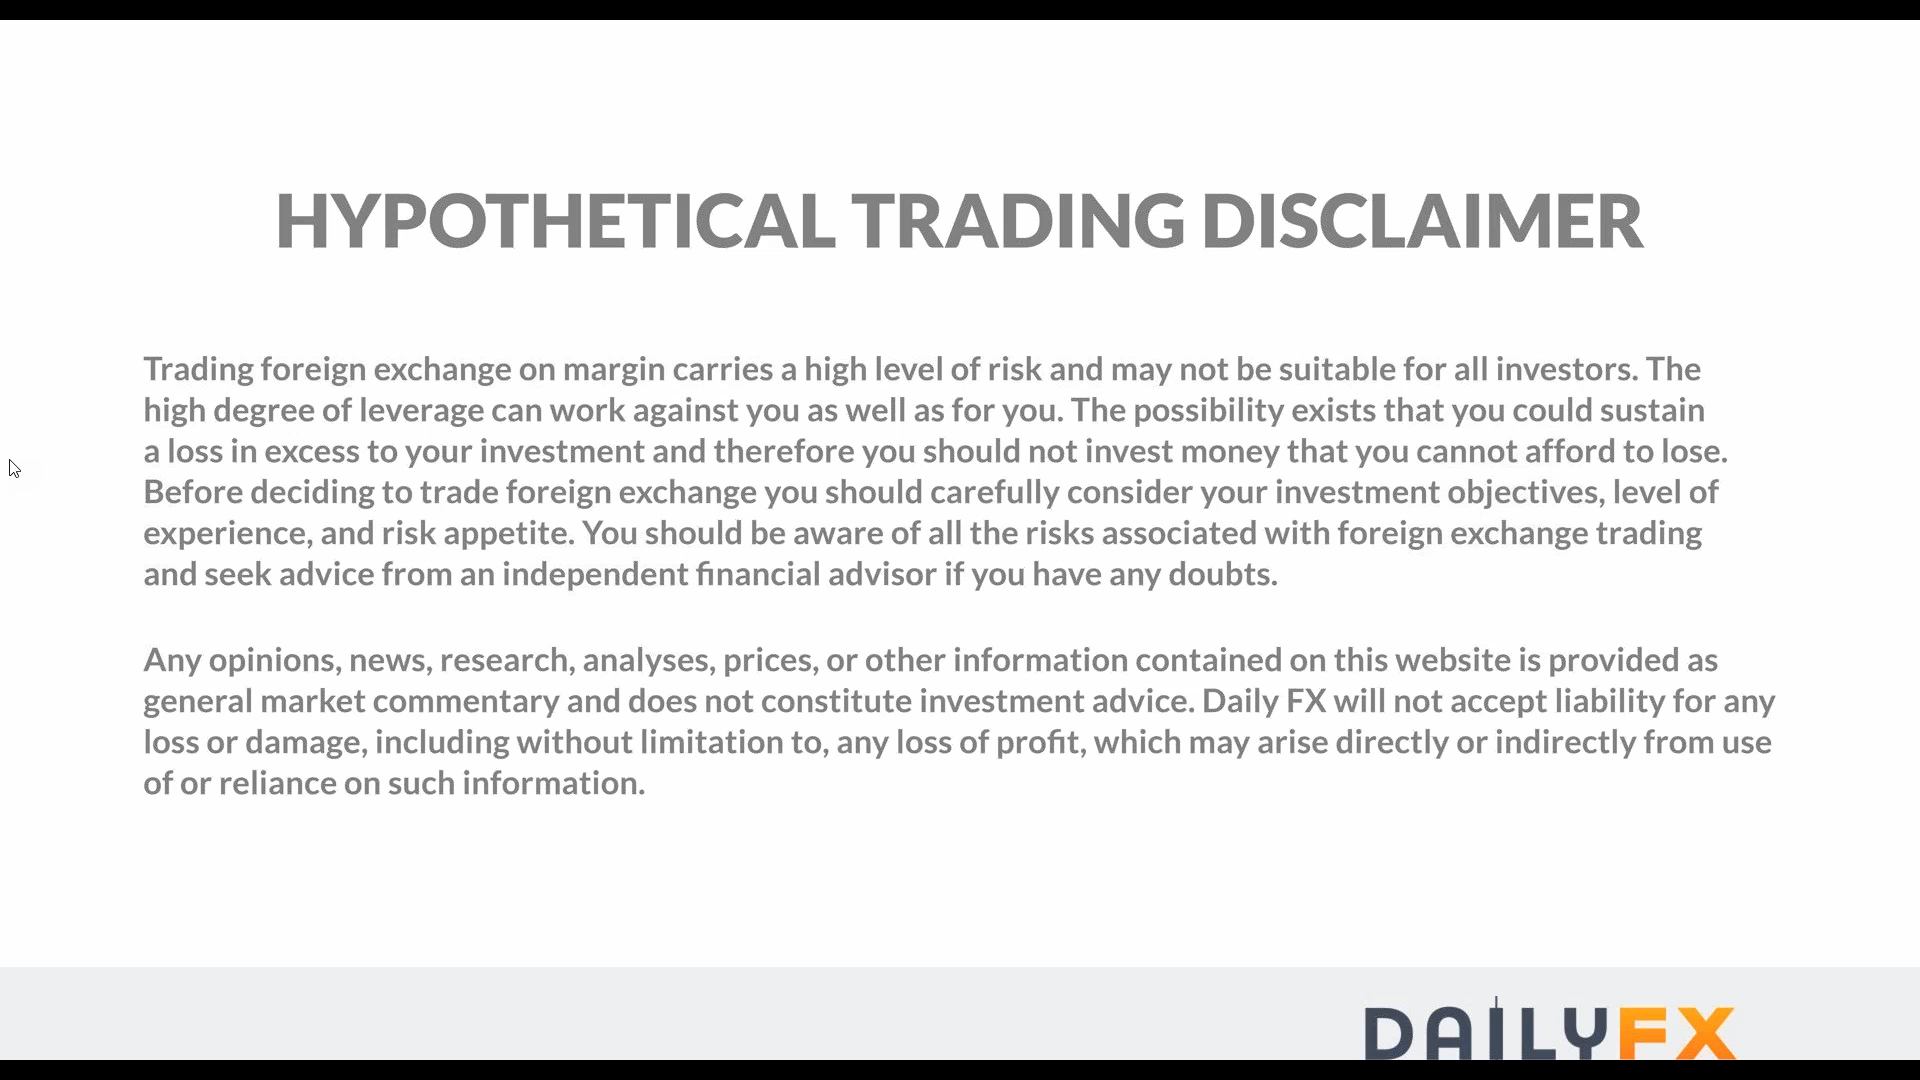 HYPOTHETICAL TRADING DISCLAIMER
Trading foreign exchange on margin carries a high level of risk and may not be suitable for all investors. The
high degree of leverage can work against you as well as for you. The possibility exists that you could sustain
a loss in excess to your investment and therefore you should not invest money that you cannot afford to lose.
Before deciding to trade foreign exchange you should carefully consider your investment objectives, level of
experience, and risk appetite. You should be aware of all the risks associated with foreign exchange trading
and seek advice from an independent financial advisor if you have any doubts.
Any opinions, news, research, analyses, prices, or other information contained on this website is provided as
general market commentary and does not constitute investment advice. Daily FX will not accept liability for any
loss or damage, including without limitation to, any loss of profit, which may arise directly or indirectly from use
of or reliance on such information.
DAILYFX